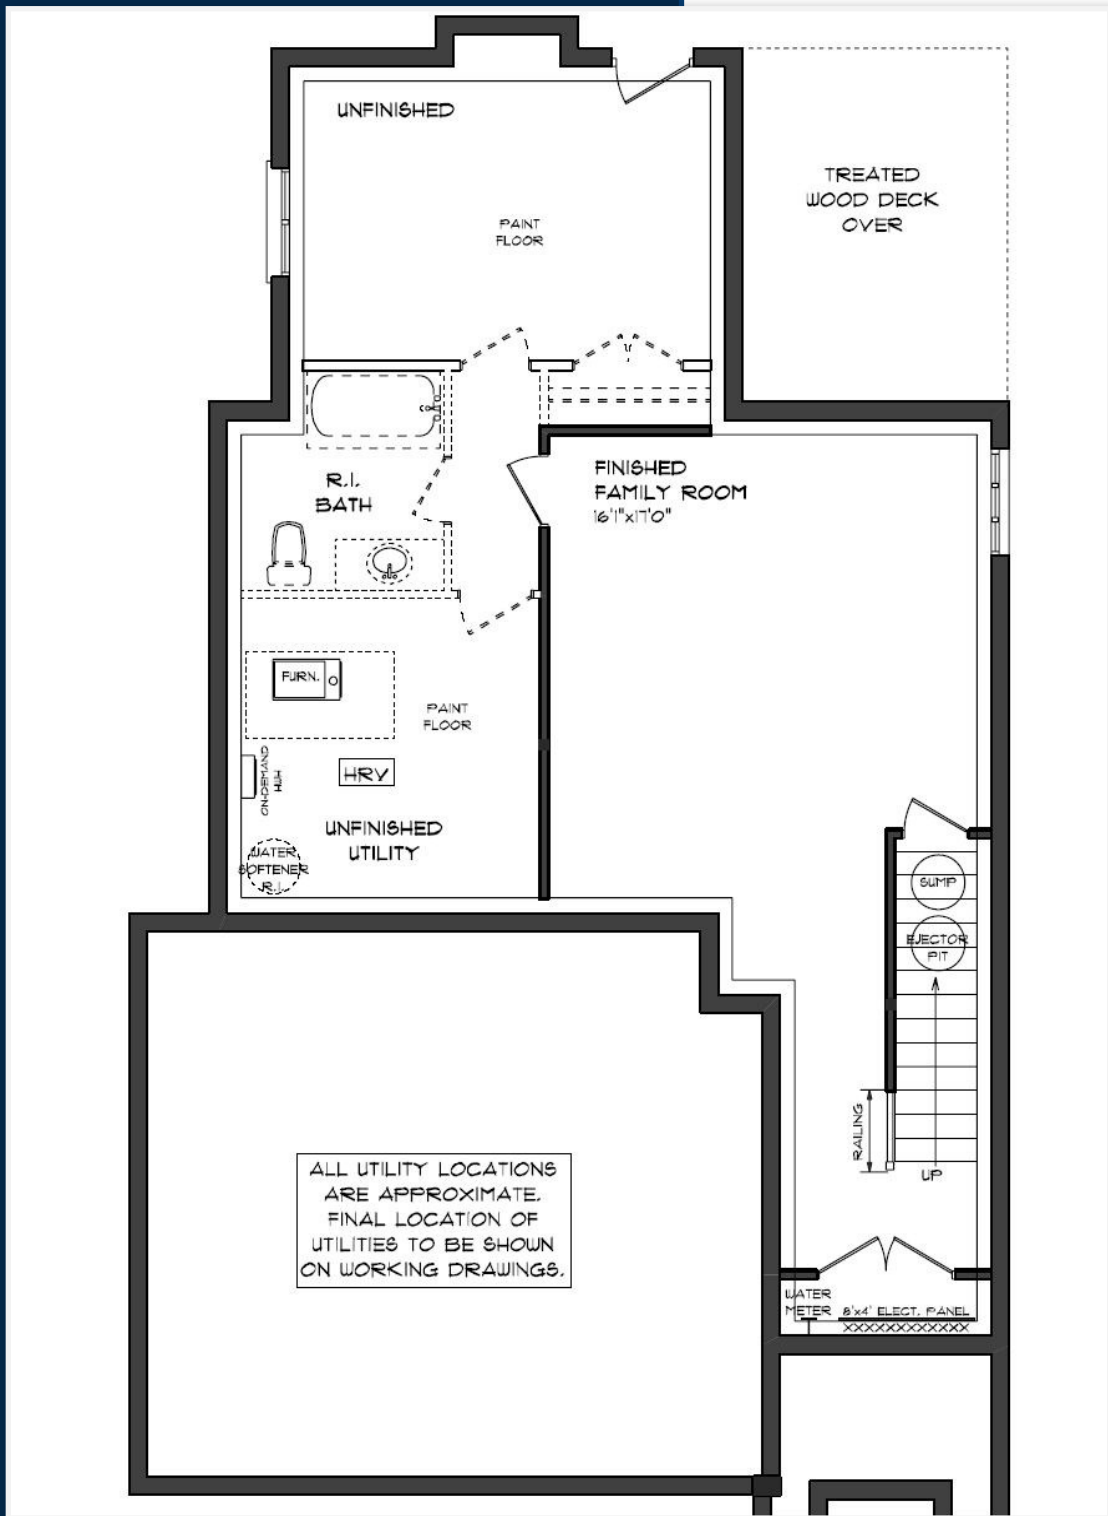 UNFINISHED
PAINT
FLOOR
TREATED
WOOD DECK
OVER
R.I.
BATH
FINISHED
FAMILY ROOM
16'1"x17'0"
FURN.
PAINT
FLOOR
ON-DEMAND
HWH
HRV
UNFINISHED
UTILITY
WATER
SOFTENER
R.I.
SUMP
EJECTOR
PIT
RAILING
UP
ALL UTILITY LOCATIONS
ARE APPROXIMATE.
FINAL LOCATION OF
UTILITIES TO BE SHOWN
ON WORKING DRAWINGS.
WATER
METER
8'x4' ELECT. PANEL